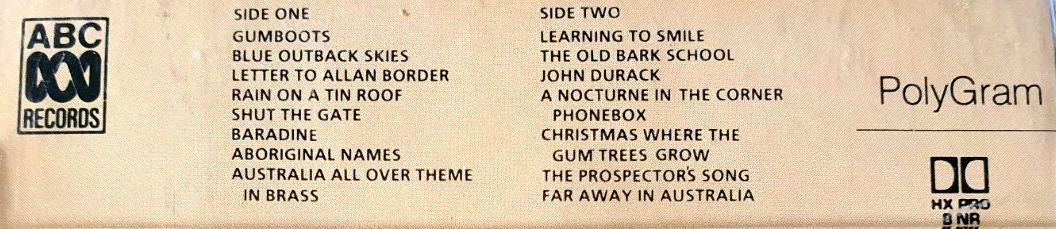 ABC
RECORDS
SIDE ONE
GUMBOOTS
BLUE OUTBACK SKIES
LETTER TO ALLAN BORDER
RAIN ON A TIN ROOF
SHUT THE GATE
BARADINE
ABORIGINAL NAMES
AUSTRALIA ALL OVER THEME
IN BRASS
SIDE TWO
LEARNING TO SMILE
THE OLD BARK SCHOOL
JOHN DURACK
A NOCTURNE IN THE CORNER
PHONEBOX
CHRISTMAS WHERE THE
GUM TREES GROW
THE PROSPECTOR'S SONG
FAR AWAY IN AUSTRALIA
PolyGram
HX PRO
B NR